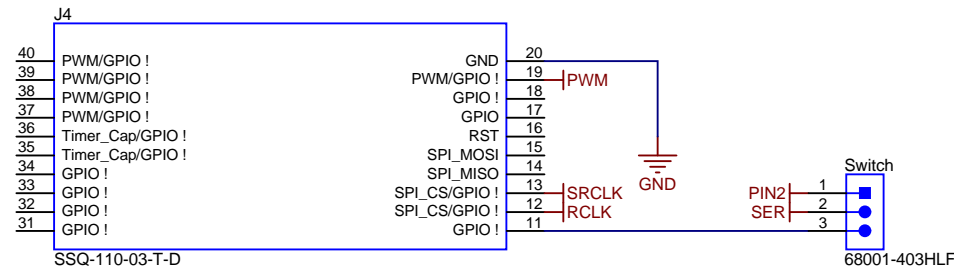 J4
40 PWM/GPIO ! GND 20
39 PWM/GPIO ! PWM/GPIO ! 19 PWM
38 PWM/GPIO ! GPIO ! 18
37 PWM/GPIO ! GPIO 17
36 Timer_Cap/GPIO ! RST 16
35 Timer_Cap/GPIO ! SPI_MOSI 15
34 GPIO ! SPI_MISO 14
33 GPIO ! SPI_CS/GPIO ! 13 SRCLK
32 GPIO ! SPI_CS/GPIO ! 12 RCLK
31 GPIO ! GPIO ! 11
SSQ-110-03-T-D
GND
Switch
PIN2 1
SER 2
3
68001-403HLF